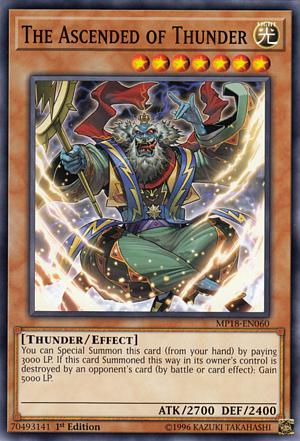 THE ASCENDED OF THUNDER
LIGHT
光
MP18-EN060
[THUNDER/EFFECT]
You can Special Summon this card (from your hand) by paying
3000 LP. If this card Summoned this way in its owner's control is
destroyed by an opponent's card (by battle or card effect): Gain
5000 LP.
ATK/2700 DEF/2400
70493141 1st Edition ©1996 KAZUKI TAKAHASHI